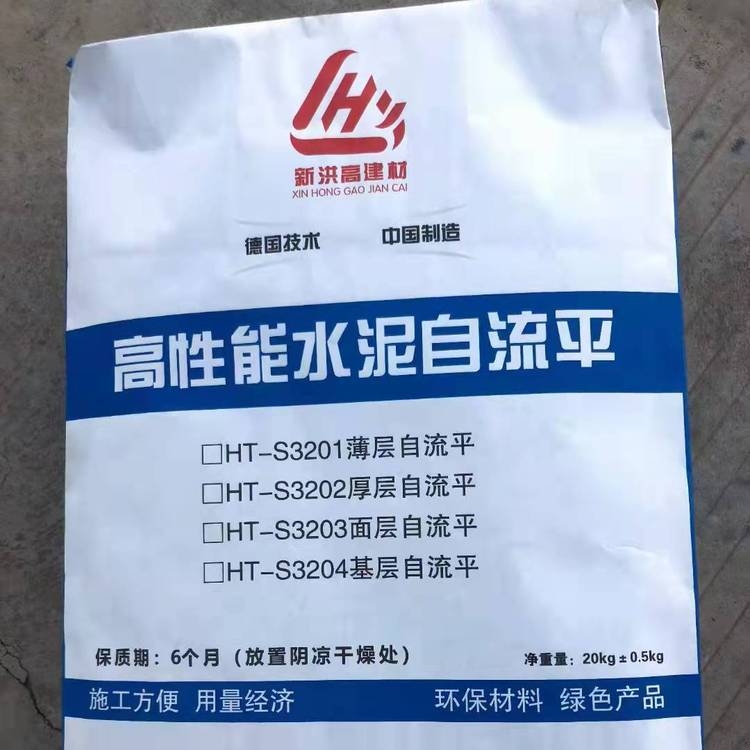 新洪高建材
XIN HONG GAO JIAN CAI
德国技术 中国制造
高性能水泥自流平
□HT-S3201薄层自流平
□HT-S3202厚层自流平
□HT-S3203面层自流平
□HT-S3204基层自流平
保质期：6个月（放置阴凉干燥处） 净重量：20kg±0.5kg
施工方便 用量经济 环保材料 绿色产品